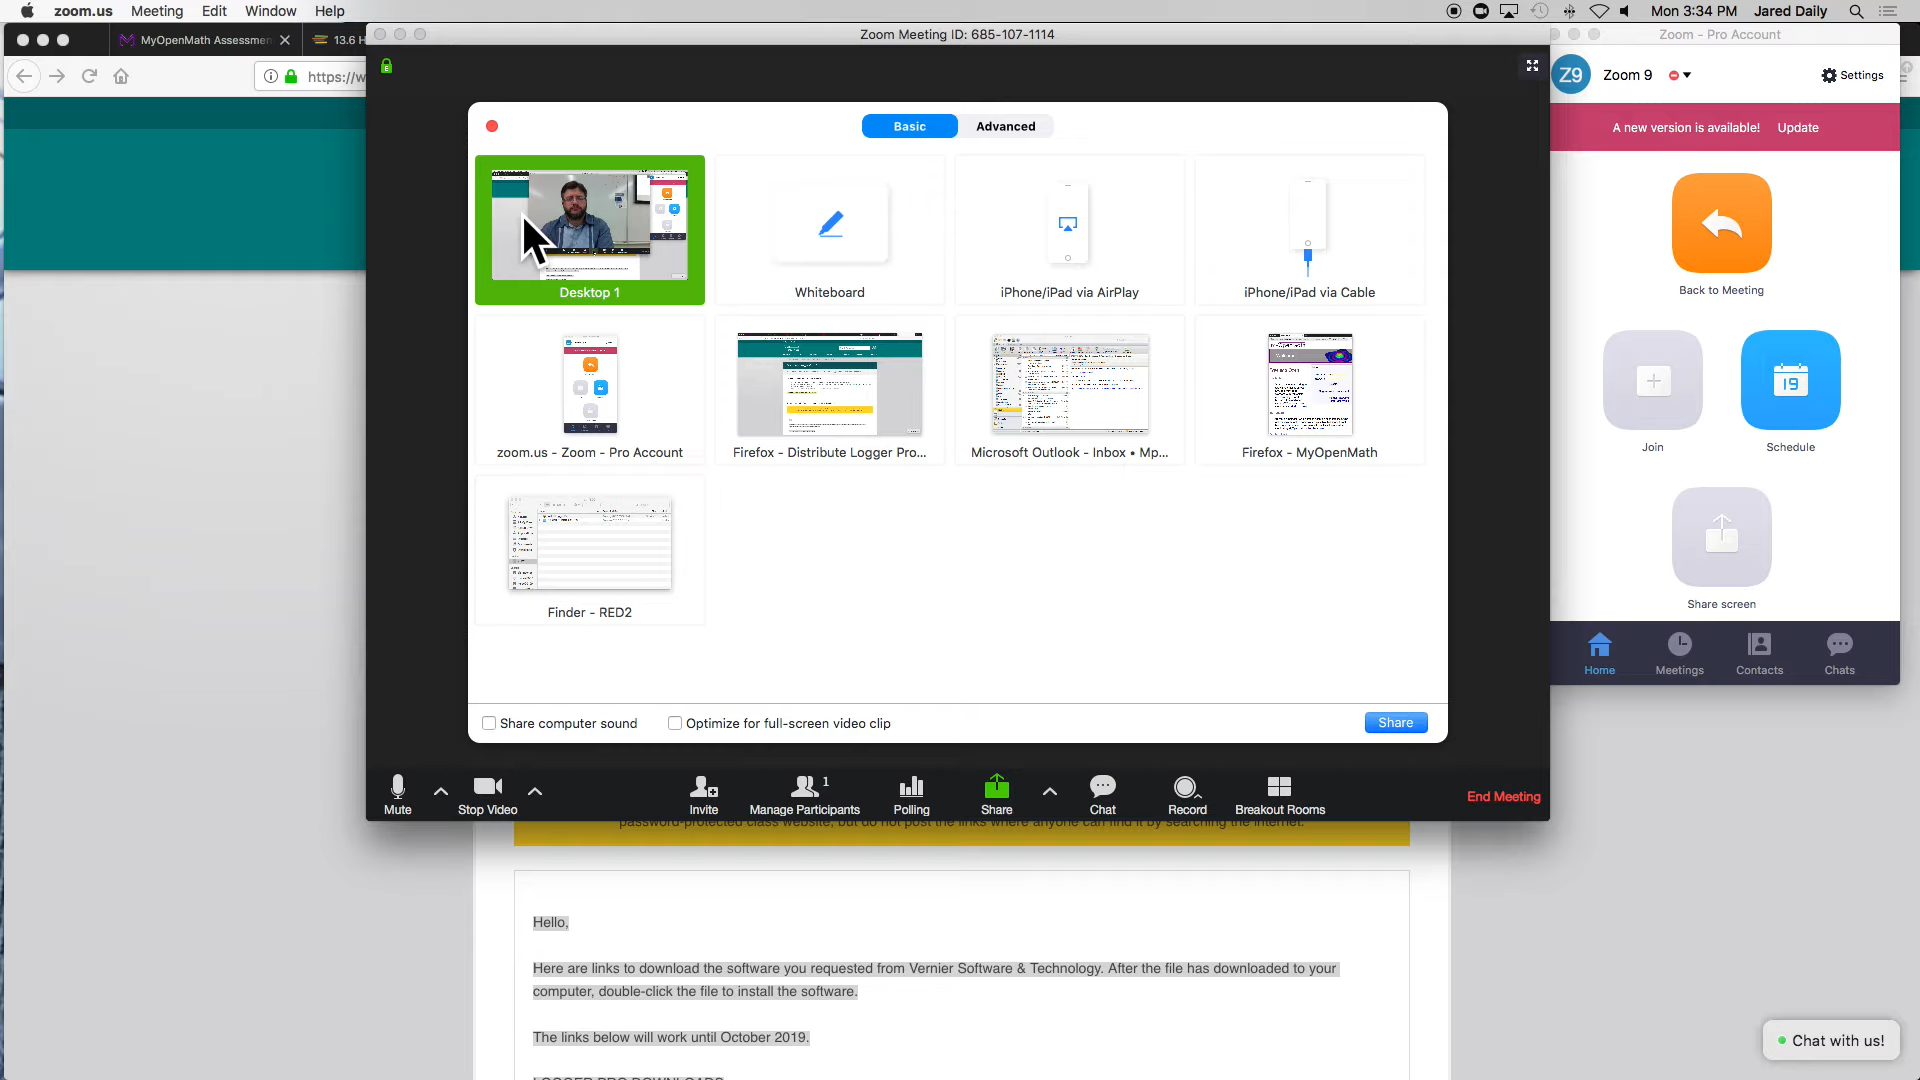 zoom.us Meeting Edit Window Help
Mon 3:34 PM Jared Daily
MyOpenMath Assessmen
13.6 H
Zoom Meeting ID: 685-107-1114
Zoom - Pro Account
https://w
Z9 Zoom 9
Settings
Basic Advanced
A new version is available! Update
Desktop 1
Whiteboard
iPhone/iPad via AirPlay
iPhone/iPad via Cable
Back to Meeting
zoom.us - Zoom - Pro Account
Firefox - Distribute Logger Pro...
Microsoft Outlook - Inbox • Mp...
Firefox - MyOpenMath
19
Join
Schedule
Finder - RED2
Share screen
Home
Meetings
Contacts
Chats
Share computer sound
Optimize for full-screen video clip
Share
1
Mute
Stop Video
Invite
Manage Participants
Polling
Share
Chat
Record
Breakout Rooms
End Meeting
password-protected class website, but do not post the links where anyone can find it by searching the internet.
Hello,
Here are links to download the software you requested from Vernier Software & Technology. After the file has downloaded to your
computer, double-click the file to install the software.
The links below will work until October 2019.
LOGGER PRO DOWNLOADS
Chat with us!